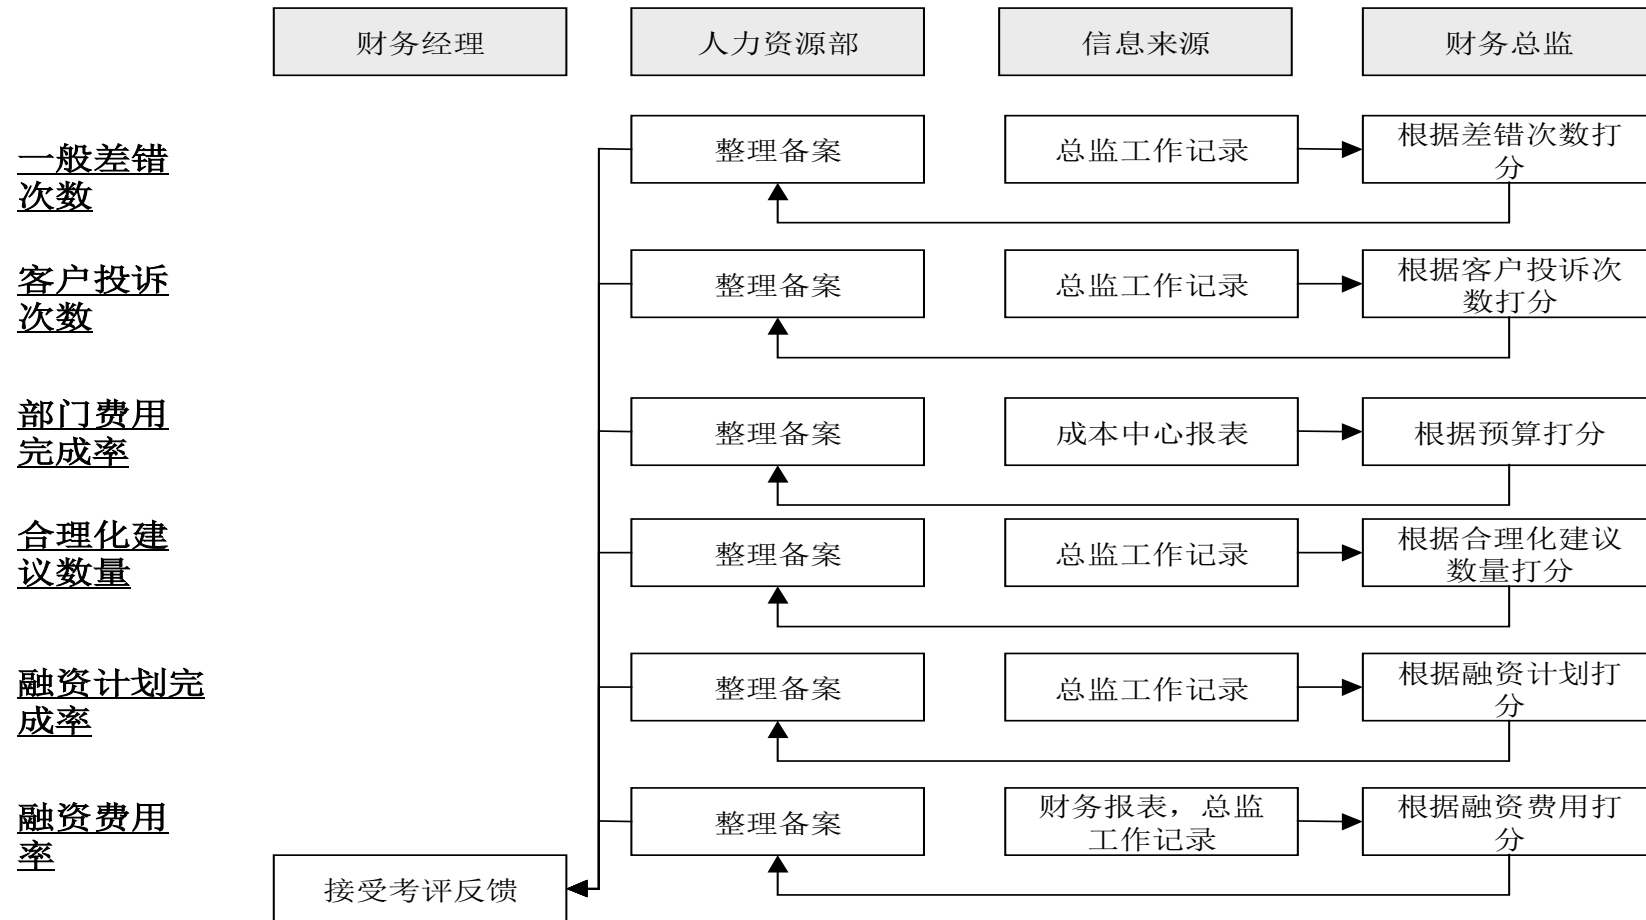 财务经理
人力资源部
信息来源
财务总监
一般差错
次数
整理备案
总监工作记录
根据差错次数打
分
客户投诉
次数
整理备案
总监工作记录
根据客户投诉次
数打分
部门费用
完成率
整理备案
成本中心报表
根据预算打分
合理化建
议数量
整理备案
总监工作记录
根据合理化建议
数量打分
融资计划完
成率
整理备案
总监工作记录
根据融资计划打
分
融资费用
率
整理备案
财务报表，总监
工作记录
根据融资费用打
分
接受考评反馈